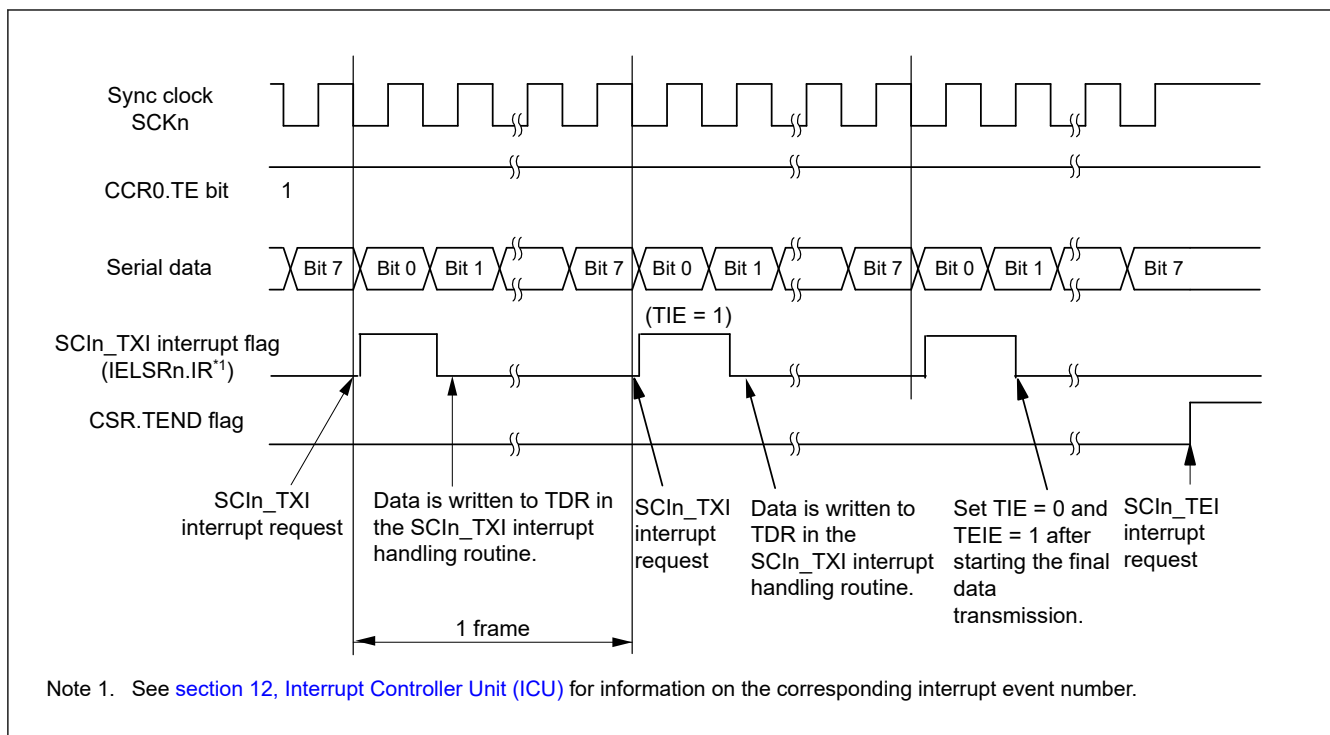 Sync clock
SCKn
CCR0.TE bit 1
Serial data
Bit 7 Bit 0 Bit 1 Bit 7 Bit 0 Bit 1 Bit 7 Bit 0 Bit 1 Bit 7
(TIE = 1)
SCIn_TXI interrupt flag
(IELSRn.IR*1)
CSR.TEND flag
SCIn_TXI
interrupt request
Data is written to TDR in
the SCIn_TXI interrupt
handling routine.
SCIn_TXI
interrupt
request
Data is written to
TDR in the
SCIn_TXI interrupt
handling routine.
Set TIE = 0 and
TEIE = 1 after
starting the final
data
transmission.
SCIn_TEI
interrupt
request
1 frame
Note 1. See section 12, Interrupt Controller Unit (ICU) for information on the corresponding interrupt event number.